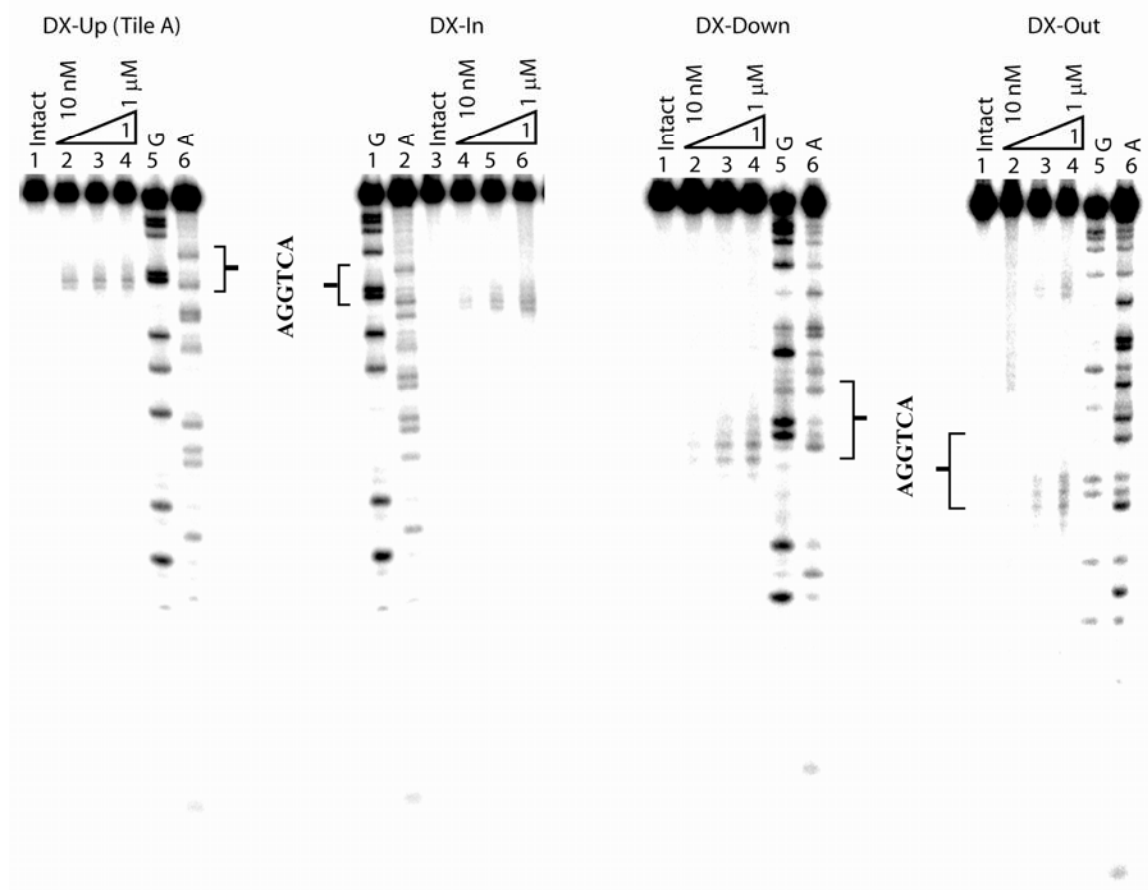 DX-Up (Tile A)
DX-In
DX-Down
DX-Out
Intact
10 nM
1 μM
1
G
A
1 2 3 4 5 6
G
A
Intact
10 nM
1 μM
1
1 2 3 4 5 6
Intact
10 nM
1 μM
1
G
A
1 2 3 4 5 6
Intact
10 nM
1 μM
1
G
A
1 2 3 4 5 6
AGGTCA
AGGTCA